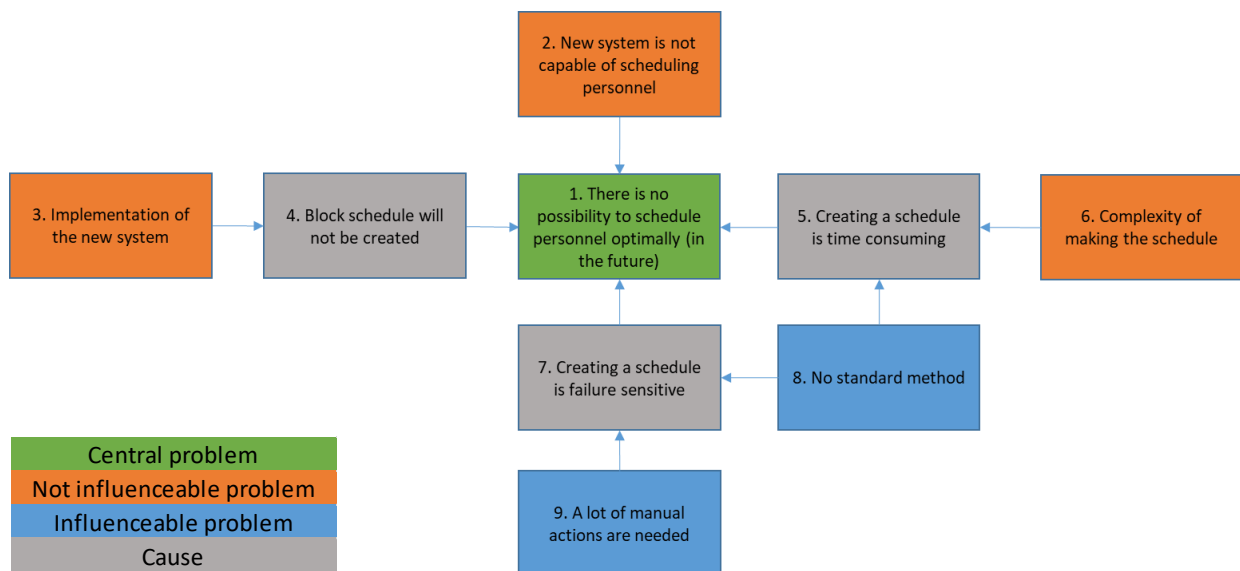 2. New system is not
capable of scheduling
personnel
3. Implementation of
the new system
4. Block schedule will
not be created
1. There is no
possibility to schedule
personnel optimally (in
the future)
5. Creating a schedule
is time consuming
6. Complexity of
making the schedule
7. Creating a schedule
is failure sensitive
8. No standard method
9. A lot of manual
actions are needed
Central problem
Not influenceable problem
Influenceable problem
Cause